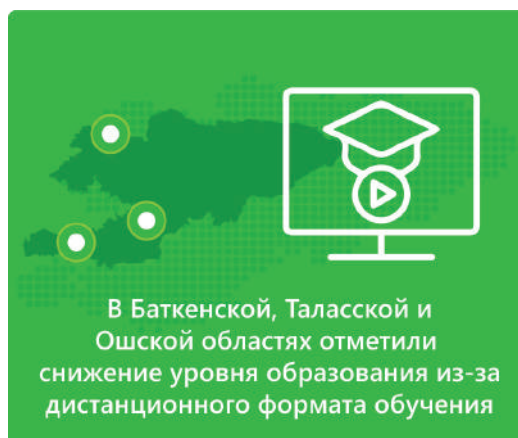 В Баткенской, Таласской и
Ошской областях отметили
снижение уровня образования из-за
дистанционного формата обучения